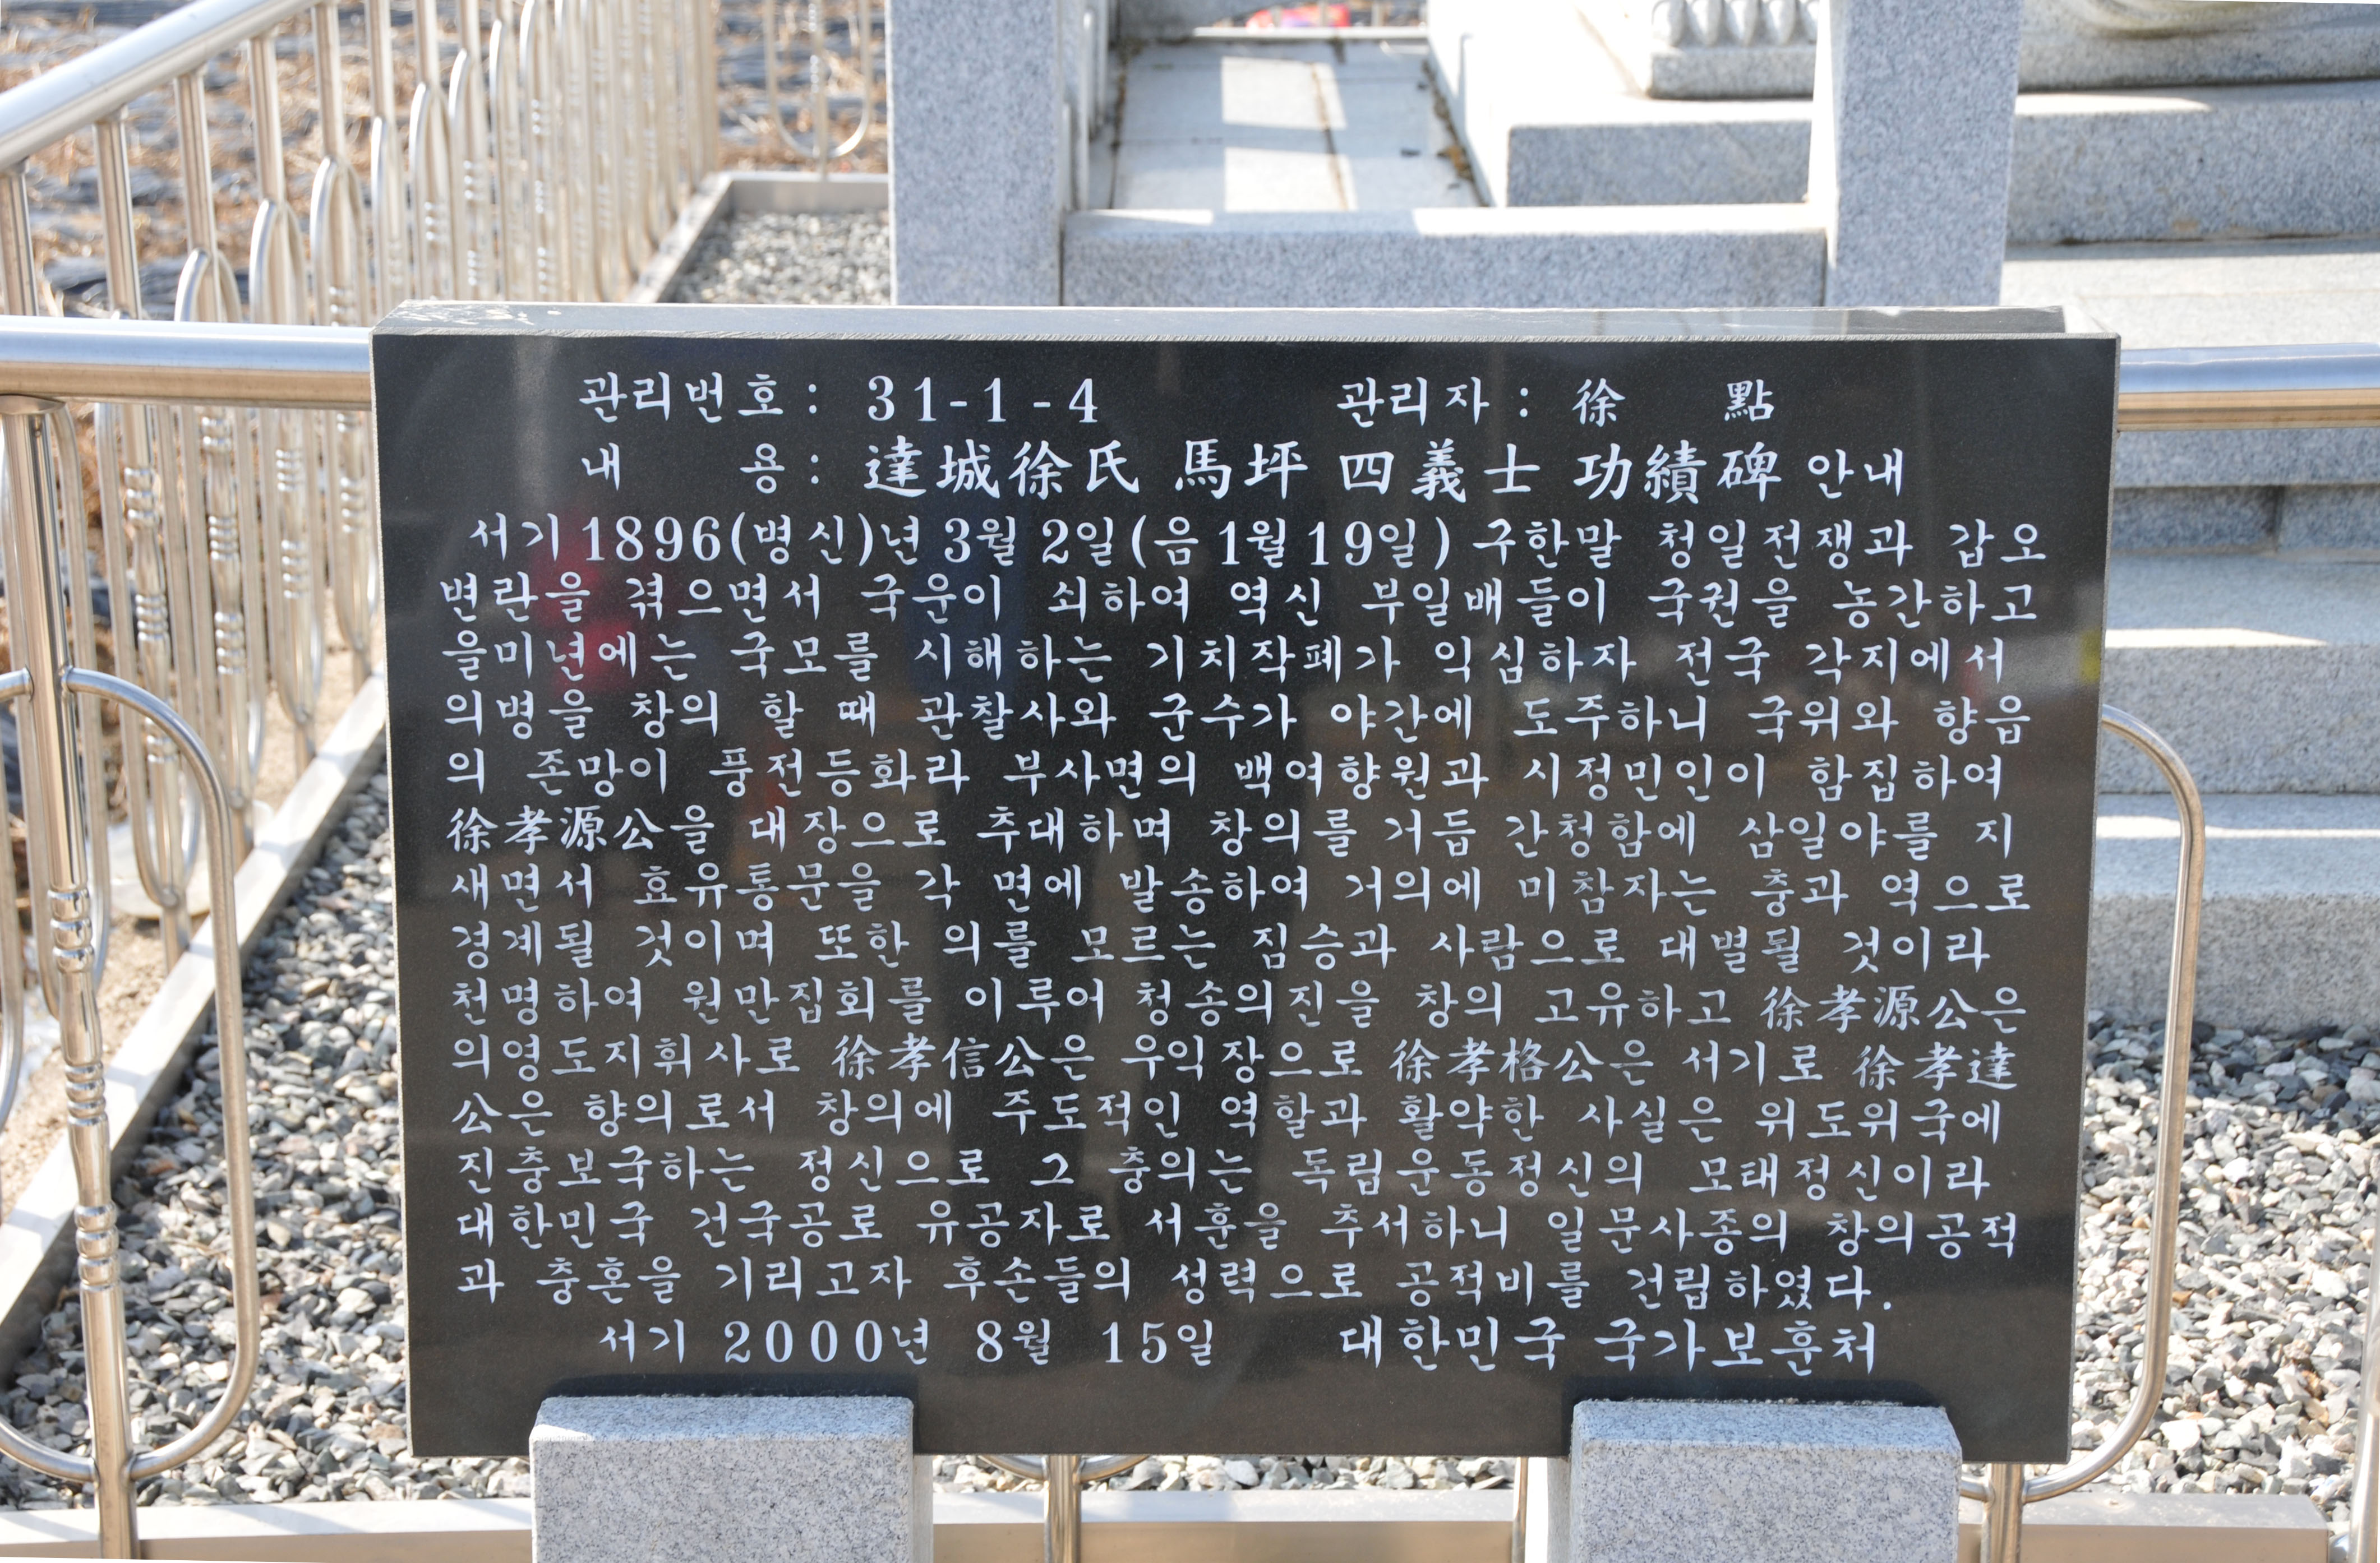 관리번호 : 31-1-4 관리자 : 徐 點
내 용 : 達城徐氏 馬坪 四義士 功績碑 안내
서기 1896(병신)년 3월 2일(음 1월 19일) 구한말 청일전쟁과 갑오
변란을 겪으면서 국운이 쇠하여 역신 부일배들이 국권을 농간하고
을미년에는 국모를 시해하는 기치작폐가 익심하자 전국 각지에서
의병을 창의 할 때 관찰사와 군수가 야간에 도주하니 국위와 향읍
의 존망이 풍전등화라 부사면의 백여향원과 시정민인이 함집하여
徐孝源公을 대장으로 추대하며 창의를 거듭 간청함에 삼일야를 지
새면서 효유통문을 각 면에 발송하여 거의에 미참자는 충과 역으로
경계될 것이며 또한 의를 모르는 짐승과 사람으로 대별될 것이라
천명하여 원만집회를 이루어 청송의진을 창의 고유하고 徐孝源公은
의영도지휘사로 徐孝信公은 우익장으로 徐孝格公은 서기로 徐孝達
公은 향의로서 창의에 주도적인 역할과 활약한 사실은 위도위국에
진충보국하는 정신으로 그 충의는 독립운동정신의 모태정신이라
대한민국 건국공로 유공자로 서훈을 추서하니 일문사종의 창의공적
과 충혼을 기리고자 후손들의 성력으로 공적비를 건립하였다.
서기 2000년 8월 15일 대한민국 국가보훈처